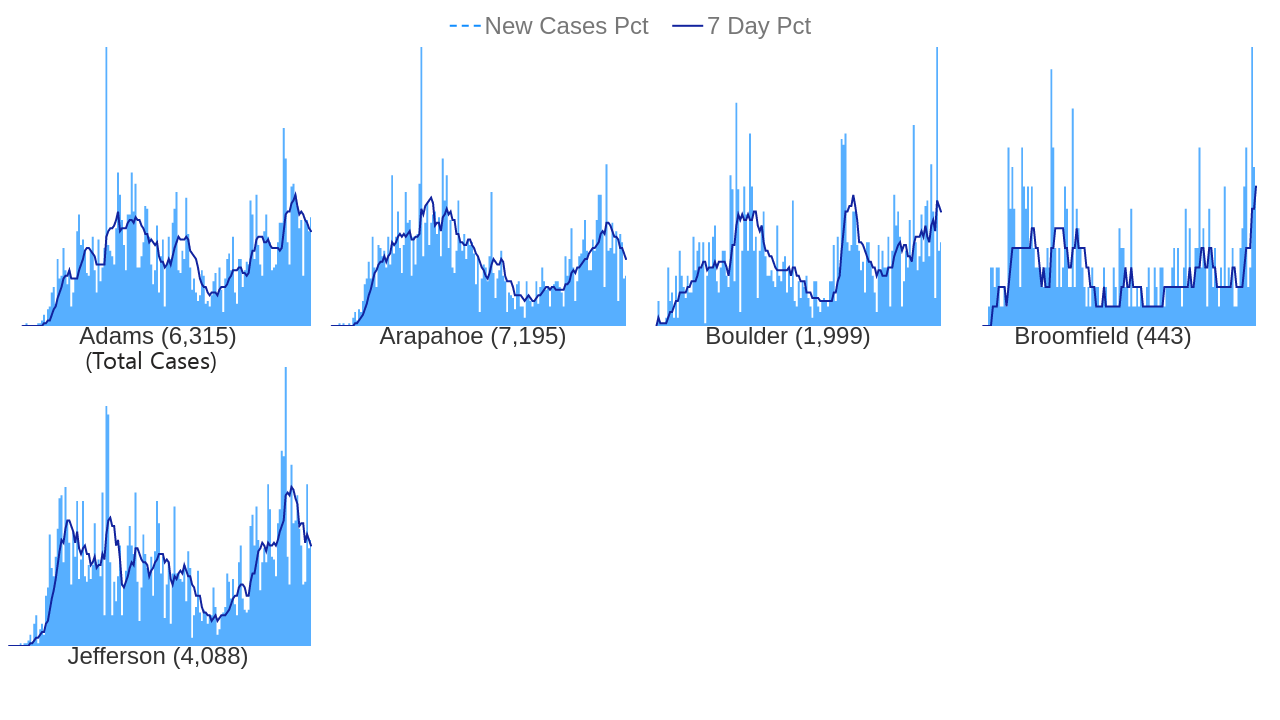 New Cases Pct 7 Day Pct
Adams (6,315) Arapahoe (7,195) Boulder (1,999) Broomfield (443)
(Total Cases)
Jefferson (4,088)